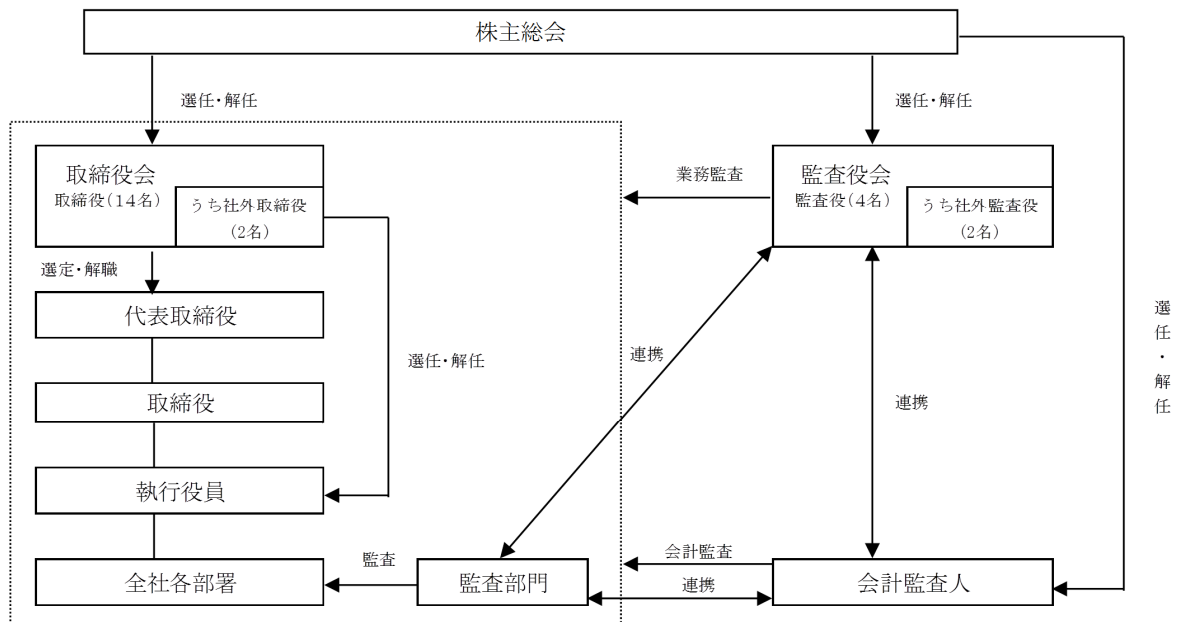 株主総会
選任・解任
選任・解任
取締役会
取締役(14名)
うち社外取締役
(2名)
業務監査
監査役会
監査役(4名)
うち社外監査役
(2名)
選定・解職
代表取締役
選任・解任
連携
連携
選任・解任
取締役
執行役員
全社各部署
監査
監査部門
会計監査
連携
会計監査人